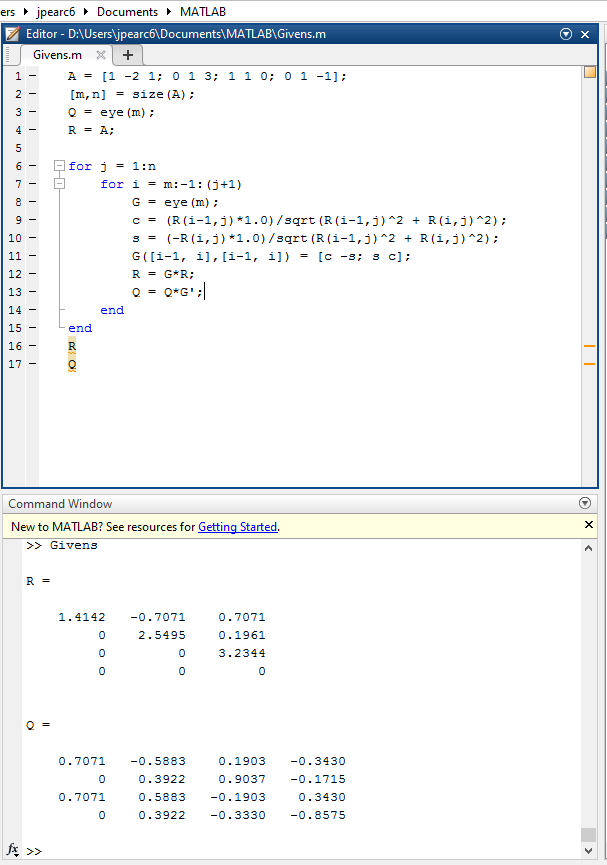 ers ▸ jpearc6 ▸ Documents ▸ MATLAB
Editor - D:\Users\jpearc6\Documents\MATLAB\Givens.m
Givens.m
1 - A = [1 -2 1; 0 1 3; 1 1 0; 0 1 -1];
2 - [m,n] = size(A);
3 - Q = eye(m);
4 - R = A;
5
6 - for j = 1:n
7 - for i = m:-1:(j+1)
8 - G = eye(m);
9 - c = (R(i-1,j)*1.0)/sqrt(R(i-1,j)^2 + R(i,j)^2);
10 - s = (-R(i,j)*1.0)/sqrt(R(i-1,j)^2 + R(i,j)^2);
11 - G([i-1, i],[i-1, i]) = [c -s; s c];
12 - R = G*R;
13 - Q = Q*G';
14 - end
15 - end
16 - R
17 - Q
Command Window
New to MATLAB? See resources for Getting Started.
>> Givens
R =
1.4142 -0.7071 0.7071
0 2.5495 0.1961
0 0 3.2344
0 0 0
Q =
0.7071 -0.5883 0.1903 -0.3430
0 0.3922 0.9037 -0.1715
0.7071 0.5883 -0.1903 0.3430
0 0.3922 -0.3330 -0.8575
fx >>